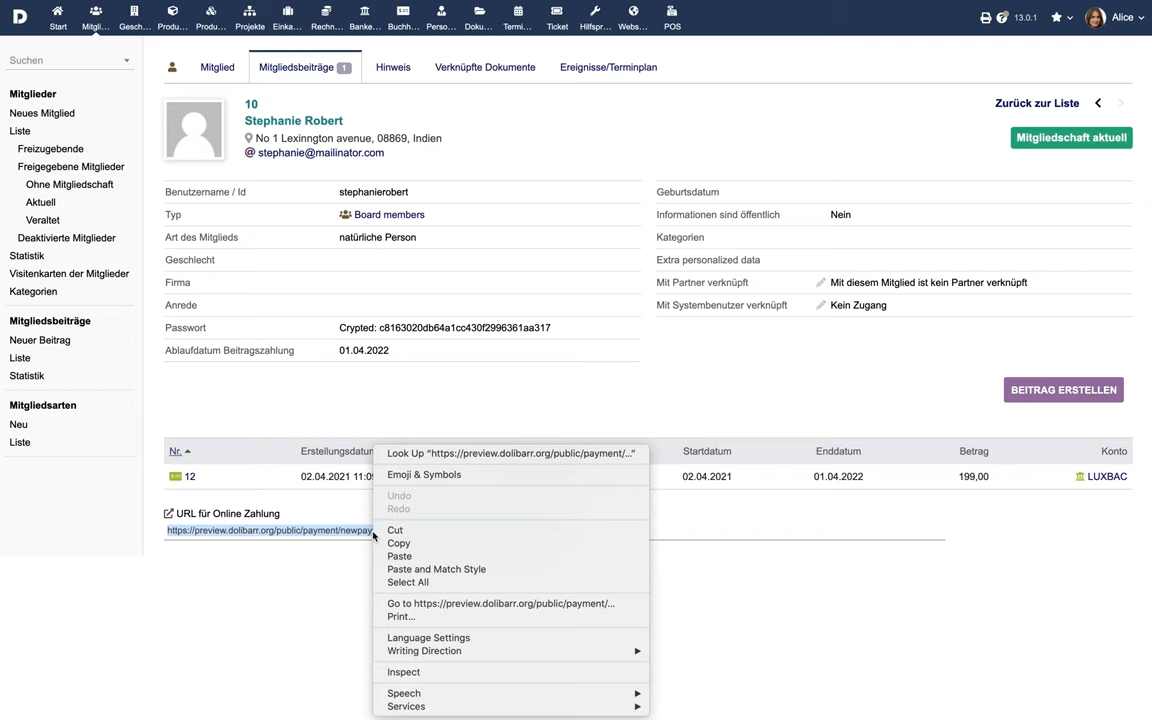 D Start Mitgli... Gesch... Produ... Produ... Projekte Einka... Rechn... Banke... Buchh... Perso... Doku... Termi... Ticket Hilfspr... Webs... POS 13.0.1 Alice
Suchen
Mitglieder
Neues Mitglied
Liste
Freizugebende
Freigegebene Mitglieder
Ohne Mitgliedschaft
Aktuell
Veraltet
Deaktivierte Mitglieder
Statistik
Visitenkarten der Mitglieder
Kategorien
Mitgliedsbeiträge
Neuer Beitrag
Liste
Statistik
Mitgliedsarten
Neu
Liste
Mitglied Mitgliedsbeiträge 1 Hinweis Verknüpfte Dokumente Ereignisse/Terminplan
10
Stephanie Robert
No 1 Lexinngton avenue, 08869, Indien
@ stephanie@mailinator.com
Zurück zur Liste
Mitgliedschaft aktuell
Benutzername / Id stephanierobert
Typ Board members
Art des Mitglieds natürliche Person
Geschlecht
Firma
Anrede
Passwort Crypted: c8163020db64a1cc430f2996361aa317
Ablaufdatum Beitragszahlung 01.04.2022
Geburtsdatum
Informationen sind öffentlich Nein
Kategorien
Extra personalized data
Mit Partner verknüpft Mit diesem Mitglied ist kein Partner verknüpft
Mit Systembenutzer verknüpft Kein Zugang
BEITRAG ERSTELLEN
Nr. Erstellungsdatum Startdatum Enddatum Betrag Konto
12 02.04.2021 11:09 02.04.2021 01.04.2022 199,00 LUXBAC
URL für Online Zahlung
https://preview.dolibarr.org/public/payment/newpay
Look Up “https://preview.dolibarr.org/public/payment/...”
Emoji & Symbols
Undo
Redo
Cut
Copy
Paste
Paste and Match Style
Select All
Go to https://preview.dolibarr.org/public/payment/...
Print...
Language Settings
Writing Direction
Inspect
Speech
Services